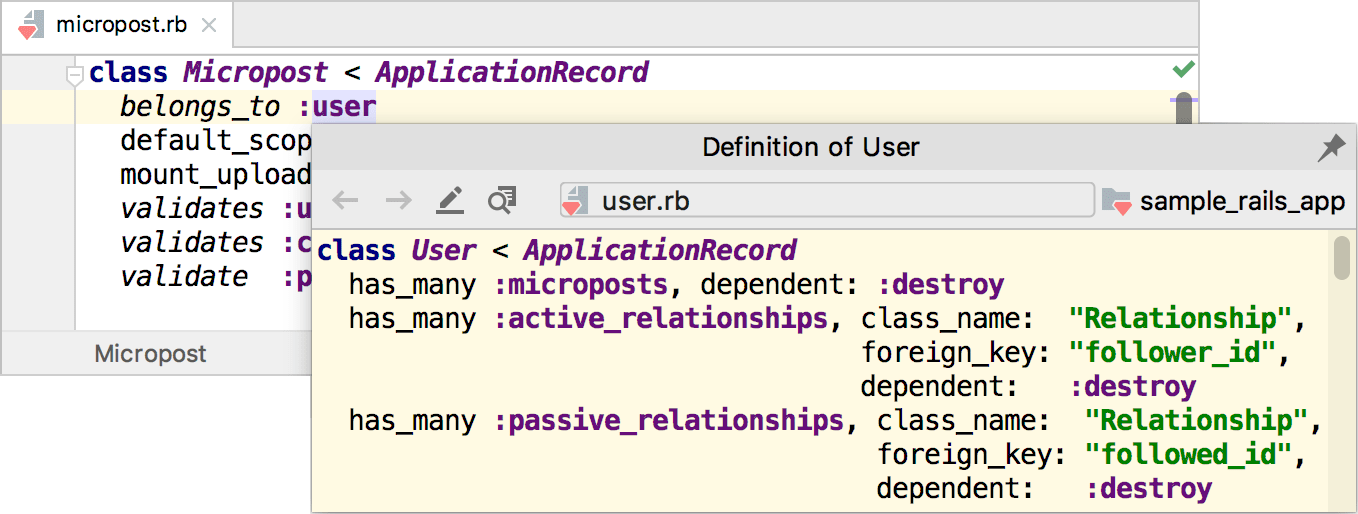 micropost.rb
class Micropost < ApplicationRecord
belongs_to :user
default_scop
mount_upload
validates :u
validates :c
validate  :p
Micropost
Definition of User
user.rb
sample_rails_app
class User < ApplicationRecord
has_many :microposts, dependent: :destroy
has_many :active_relationships, class_name:  "Relationship",
foreign_key: "follower_id",
dependent:   :destroy
has_many :passive_relationships, class_name:  "Relationship",
foreign_key: "followed_id",
dependent:   :destroy